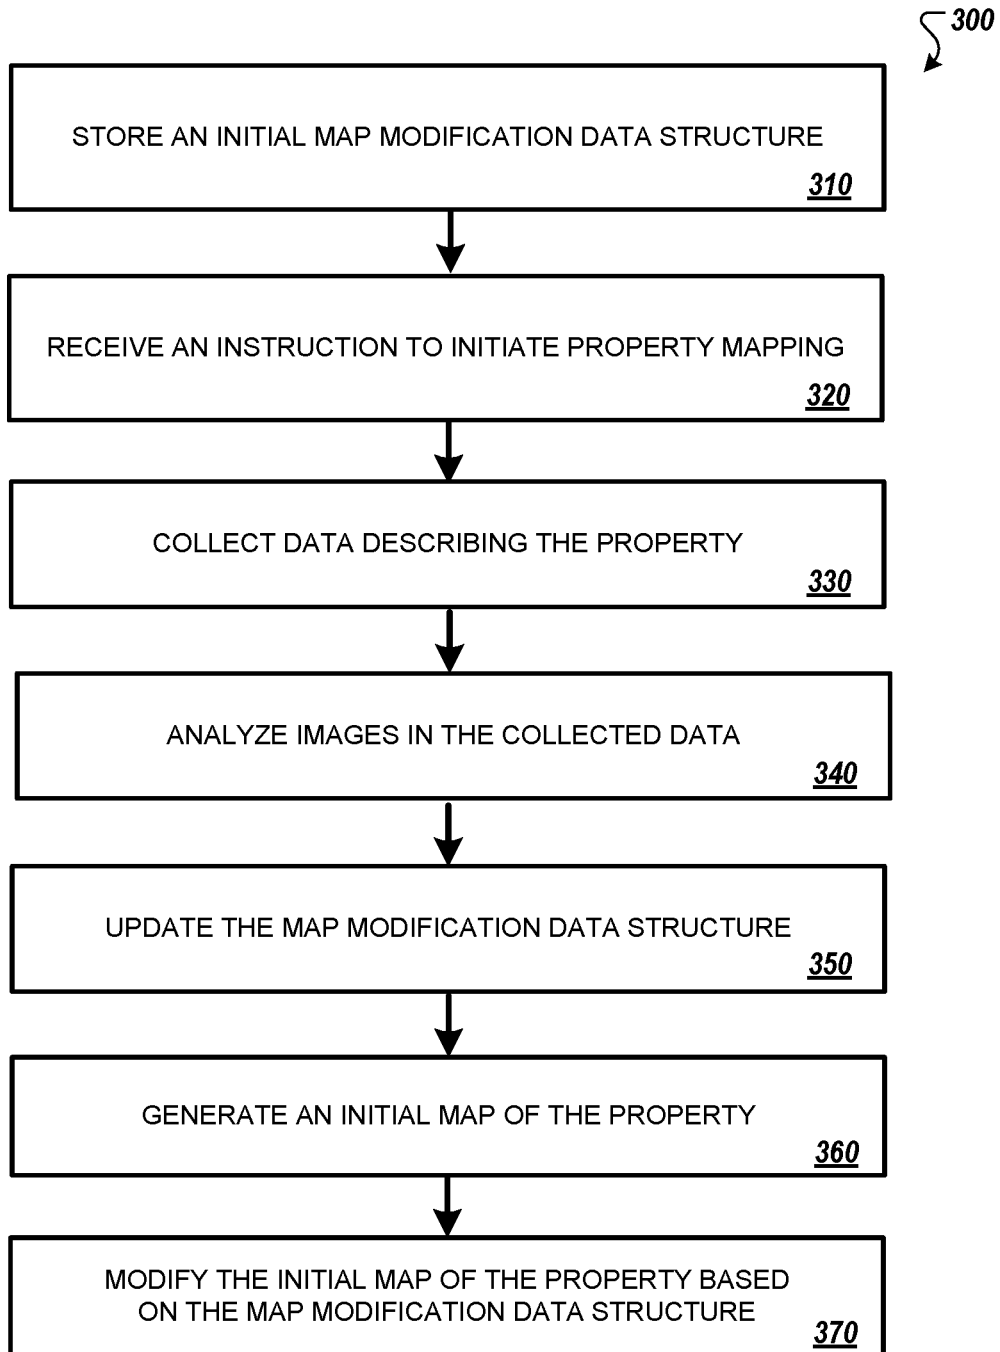 300
STORE AN INITIAL MAP MODIFICATION DATA STRUCTURE
310
RECEIVE AN INSTRUCTION TO INITIATE PROPERTY MAPPING
320
COLLECT DATA DESCRIBING THE PROPERTY
330
ANALYZE IMAGES IN THE COLLECTED DATA
340
UPDATE THE MAP MODIFICATION DATA STRUCTURE
350
GENERATE AN INITIAL MAP OF THE PROPERTY
360
MODIFY THE INITIAL MAP OF THE PROPERTY BASED
ON THE MAP MODIFICATION DATA STRUCTURE
370